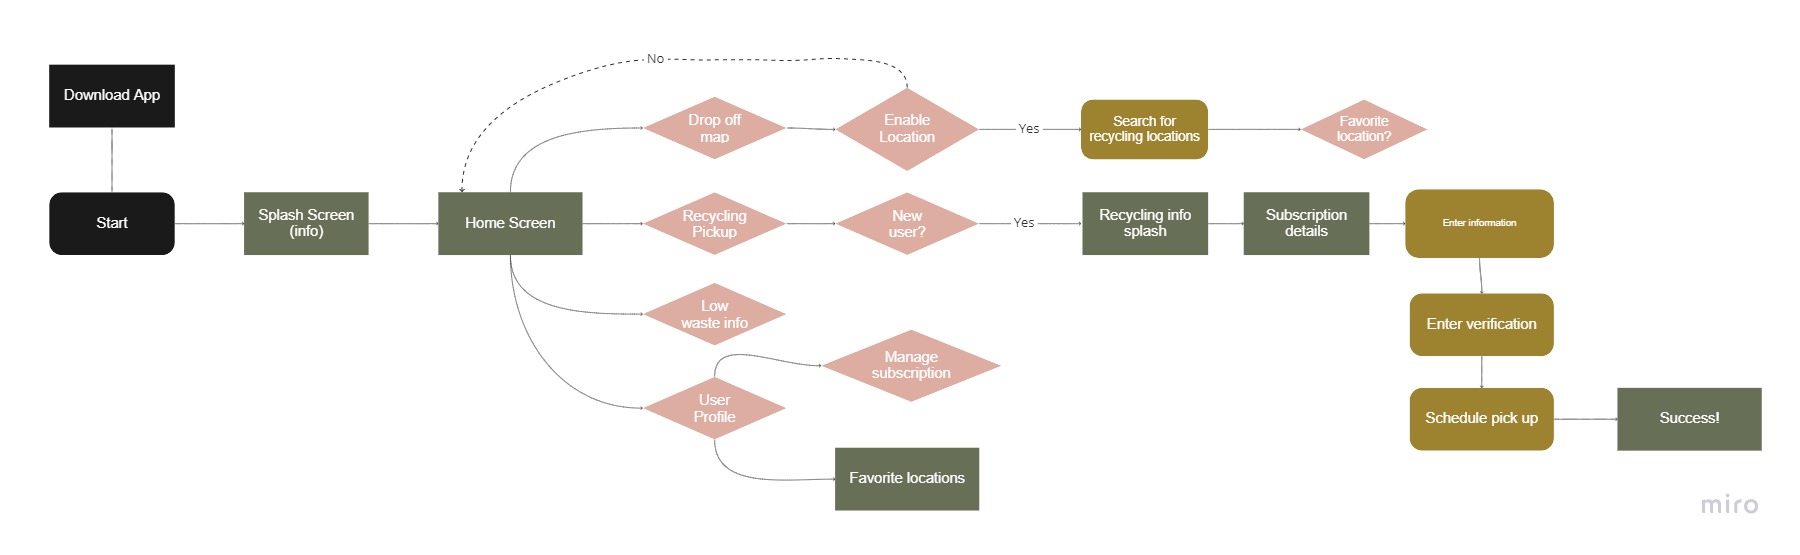 No
Download App
Drop off
map
Enable
Location
Yes
Search for
recycling locations
Favorite
location?
Start
Splash Screen
(info)
Home Screen
Recycling
Pickup
New
user?
Yes
Recycling info
splash
Subscription
details
Enter information
Low
waste info
Enter verification
Manage
subscription
User
Profile
Schedule pick up
Success!
Favorite locations
miro